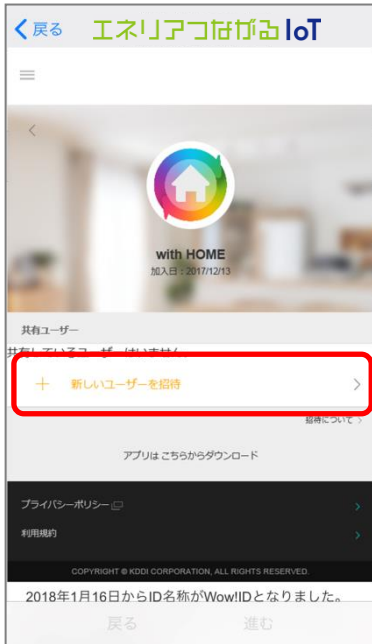 戻る エネリアつながるIoT
with HOME
加入日：2017/12/13
共有ユーザー
共有しているユーザーはいません
新しいユーザーを招待
招待について
アプリは こちらからダウンロード
プライバシーポリシー
利用規約
COPYRIGHT © KDDI CORPORATION, ALL RIGHTS RESERVED.
2018年1月16日からID名称がWow!IDとなりました。
戻る 進む